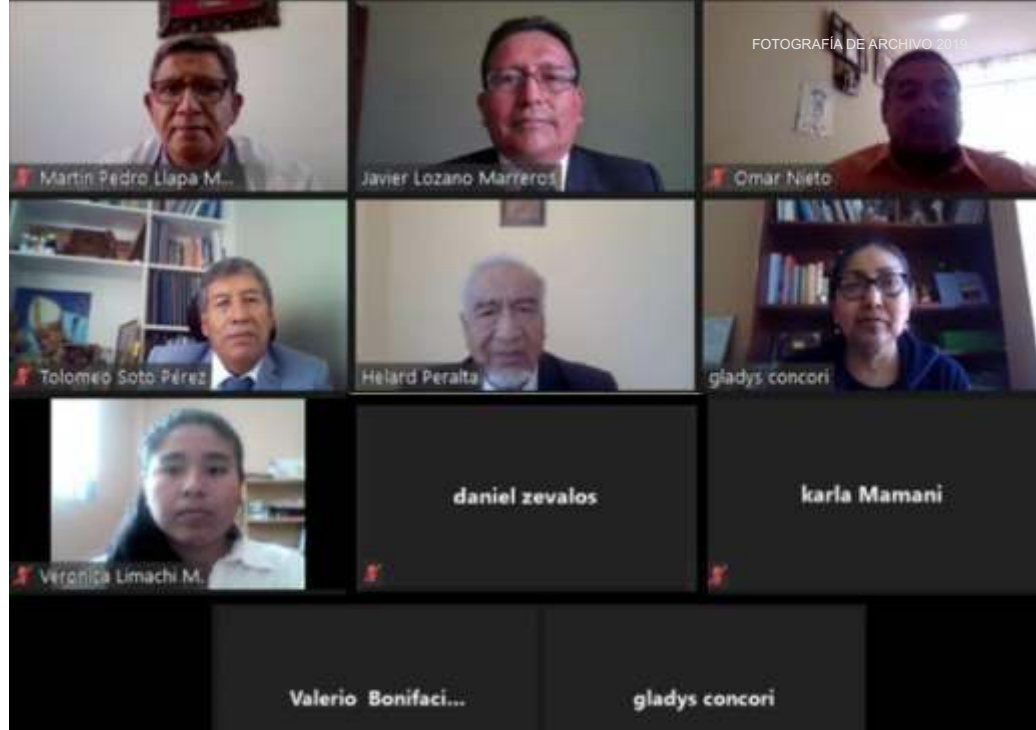 FOTOGRAFÍA DE ARCHIVO 2019
Martin Pedro Llapa M...
Javier Lozano Marreros
Omar Nieto
Tolomeo Soto Pérez
Helard Peralta
gladys concori
Veronica Limachi M.
daniel zevalos
karla Mamani
Valerio Bonifaci...
gladys concori